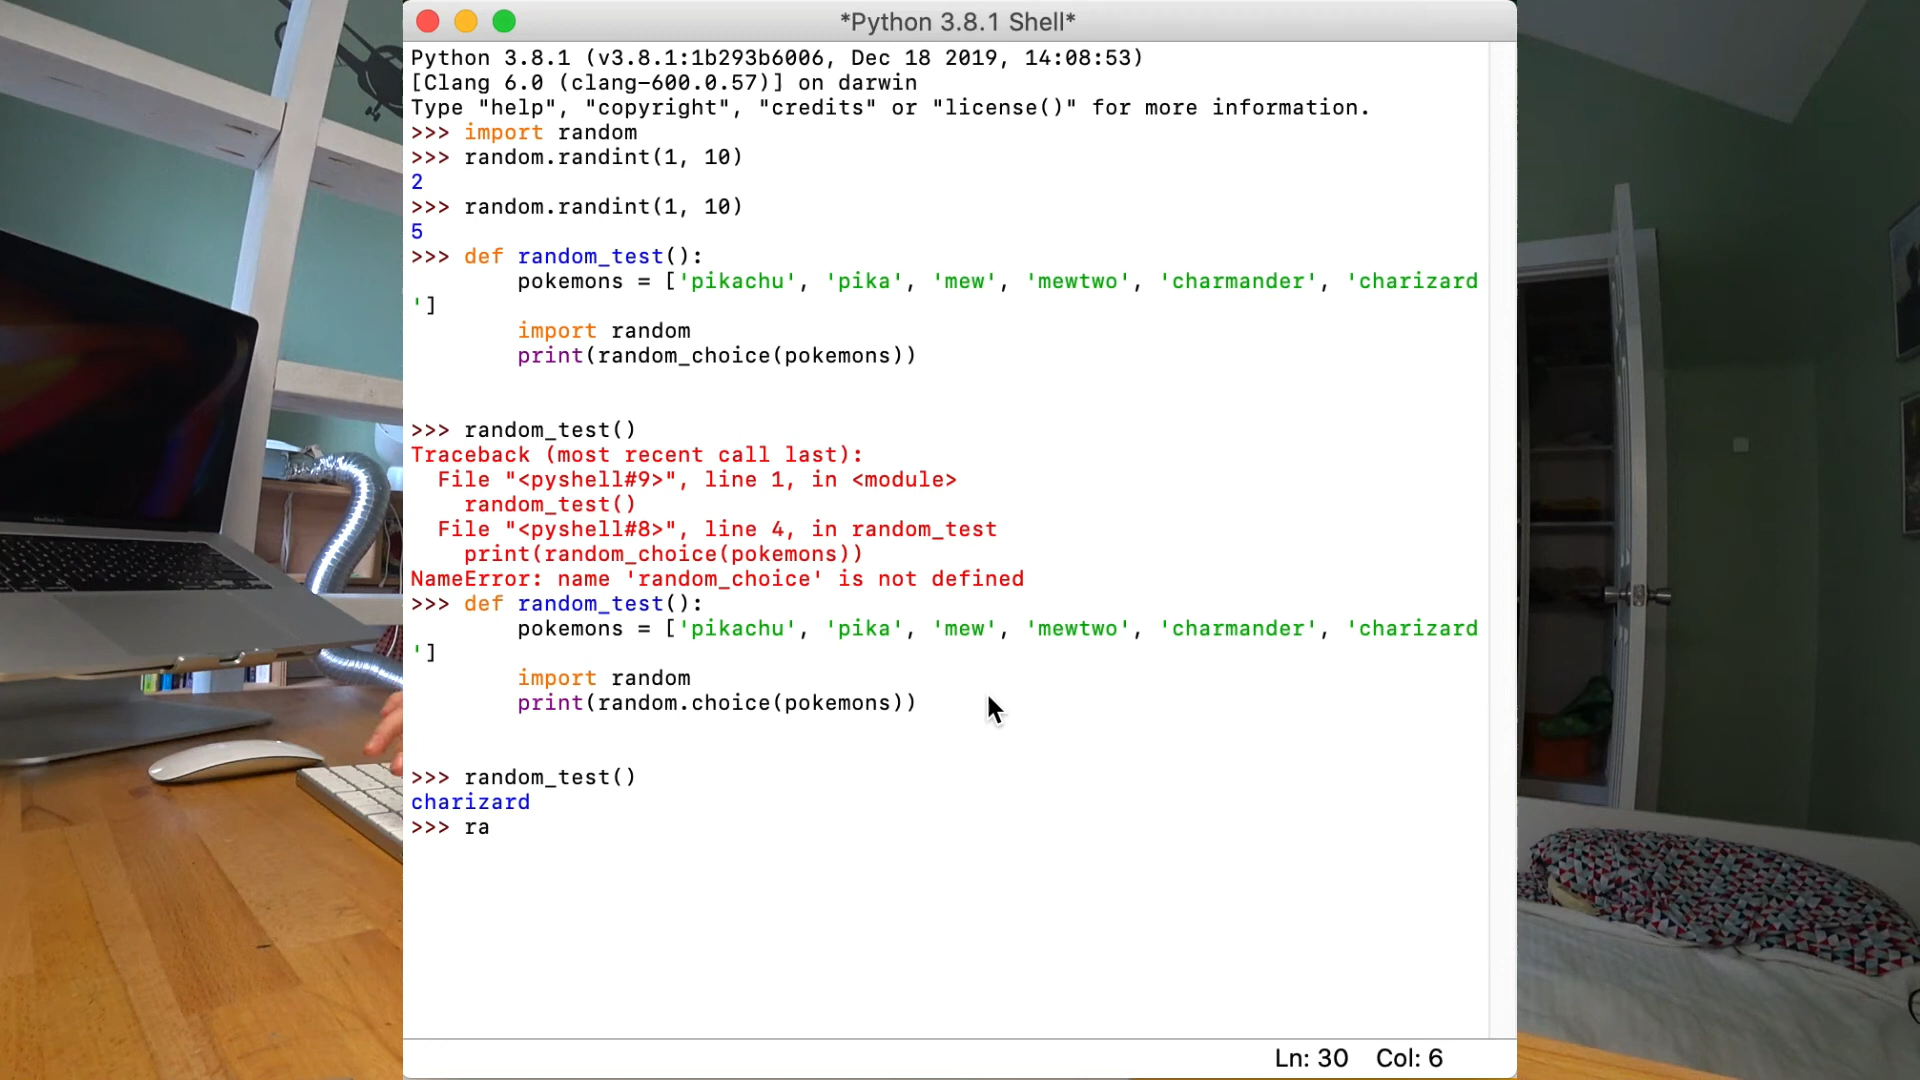 *Python 3.8.1 Shell*
Python 3.8.1 (v3.8.1:1b293b6006, Dec 18 2019, 14:08:53)
[Clang 6.0 (clang-600.0.57)] on darwin
Type "help", "copyright", "credits" or "license()" for more information.
>>> import random
>>> random.randint(1, 10)
2
>>> random.randint(1, 10)
5
>>> def random_test():
        pokemons = ['pikachu', 'pika', 'mew', 'mewtwo', 'charmander', 'charizard
']
        import random
        print(random_choice(pokemons))
>>> random_test()
Traceback (most recent call last):
  File "<pyshell#9>", line 1, in <module>
    random_test()
  File "<pyshell#8>", line 4, in random_test
    print(random_choice(pokemons))
NameError: name 'random_choice' is not defined
>>> def random_test():
        pokemons = ['pikachu', 'pika', 'mew', 'mewtwo', 'charmander', 'charizard
']
        import random
        print(random.choice(pokemons))
>>> random_test()
charizard
>>> ra
Ln: 30 Col: 6